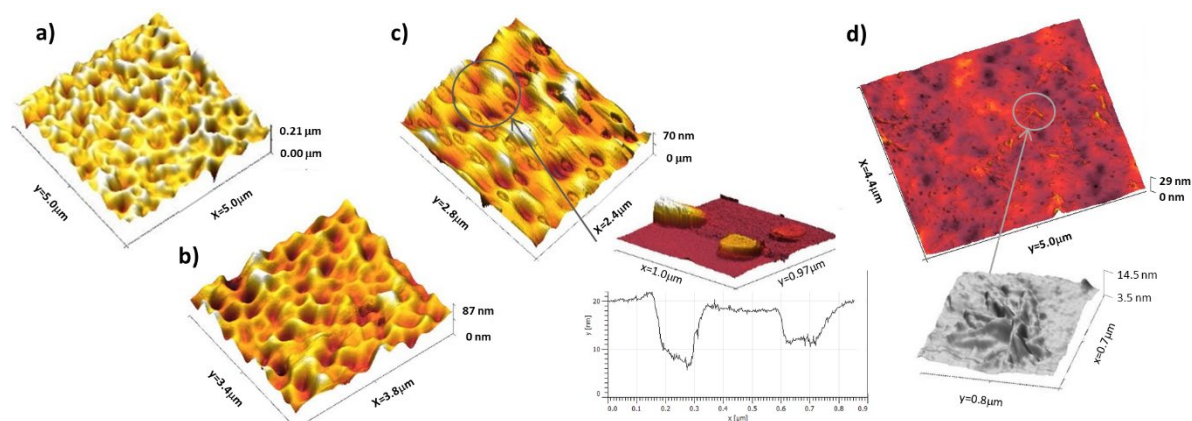 a)
0.21 μm
0.00 μm
y=5.0μm
X=5.0μm
b)
87 nm
0 nm
y=3.4μm
X=3.8μm
c)
70 nm
0 μm
y=2.8μm
X=2.4μm
x=1.0μm
y=0.97μm
y [nm]
20
10
0
0.0 0.1 0.2 0.3 0.4 0.5 0.6 0.7 0.8 0.9
x [μm]
d)
X=4.4μm
29 nm
0 nm
y=5.0μm
14.5 nm
3.5 nm
x=0.7μm
y=0.8μm